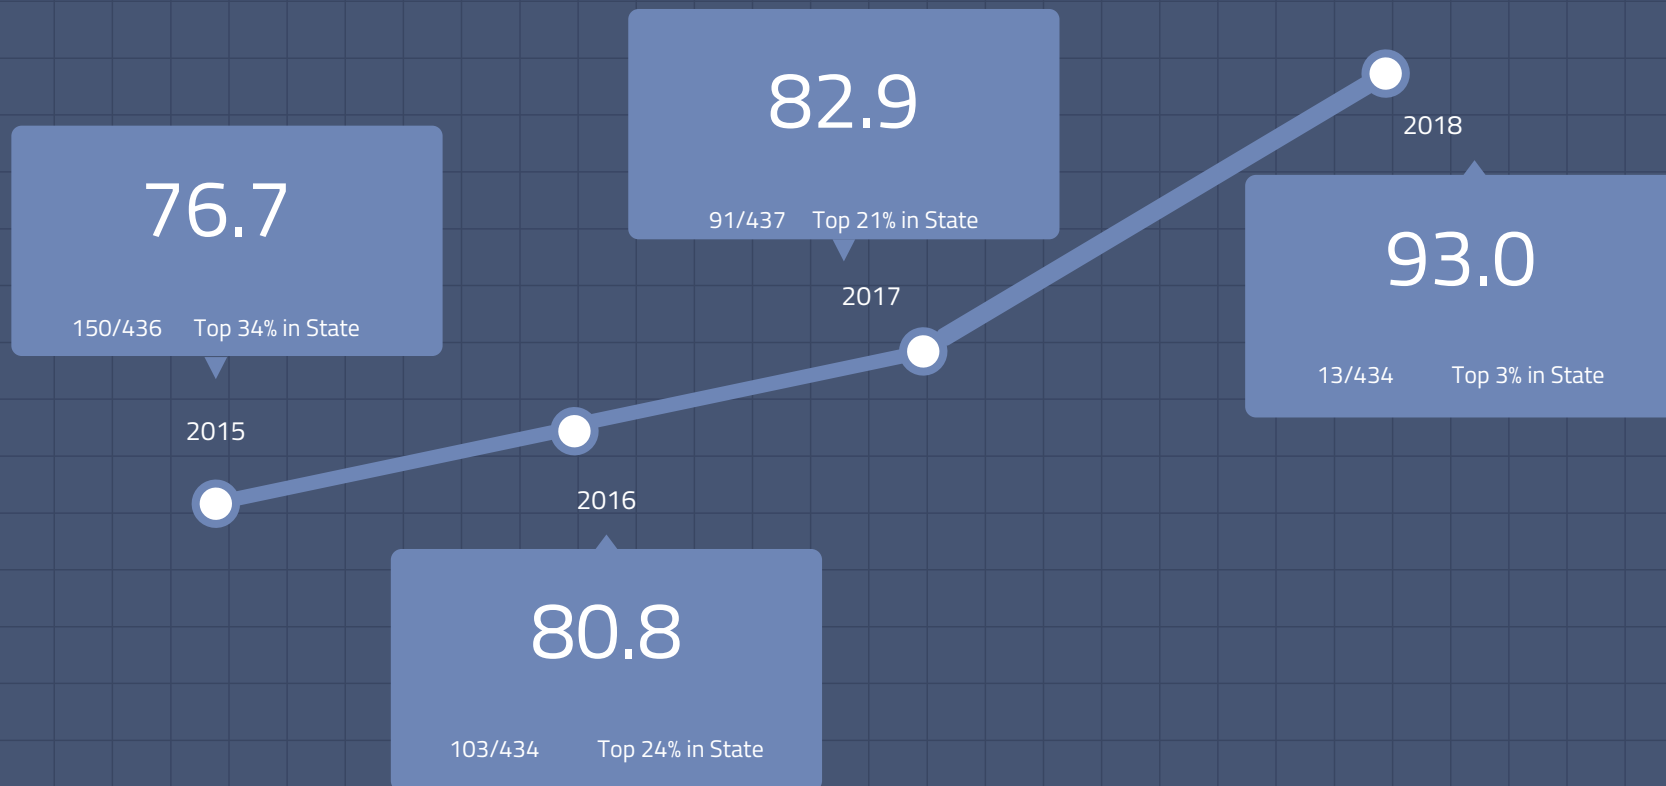 76.7
150/436 Top 34% in State
2015
80.8
103/434 Top 24% in State
2016
82.9
91/437 Top 21% in State
2017
2018
93.0
13/434 Top 3% in State